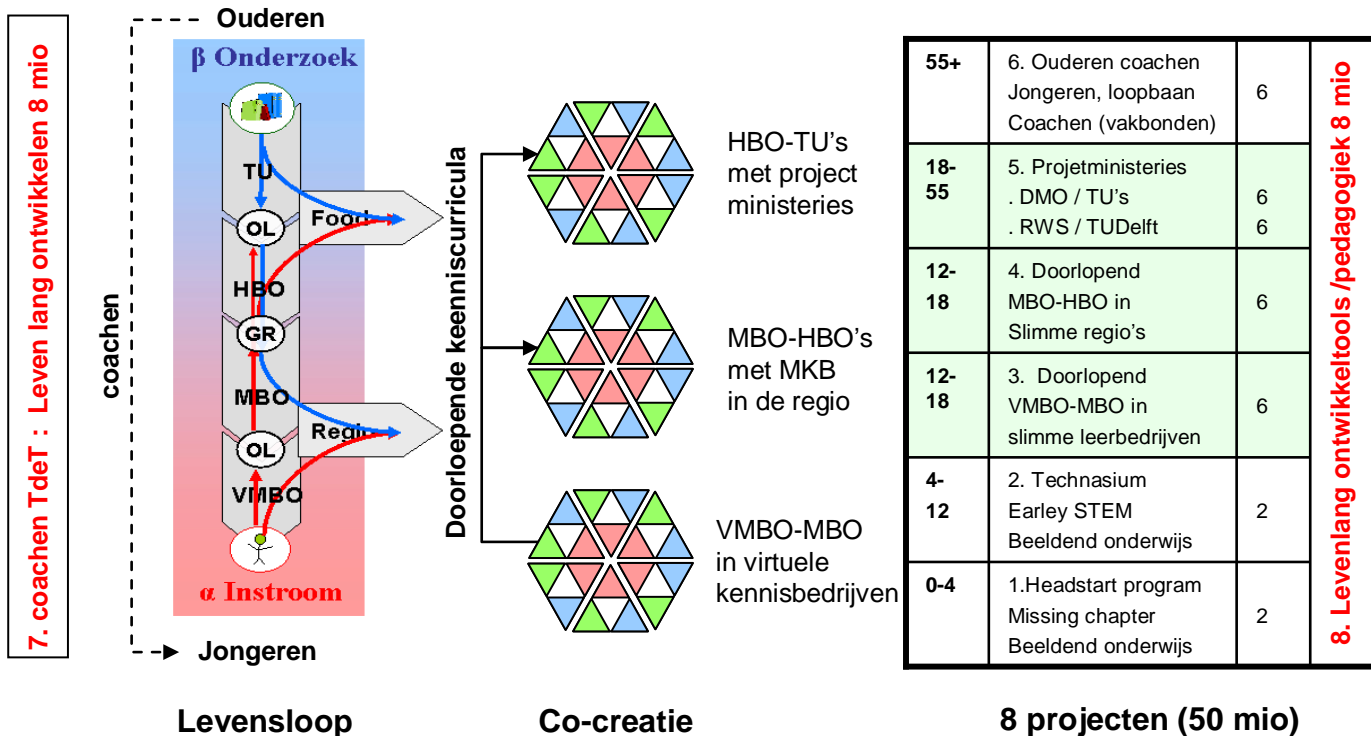 7. coachen TdeT : Leven lang ontwikkelen 8 mio
Ouderen
coachen
Jongeren
β Onderzoek
TU
OL
Food
HBO
GR
MBO
Regio
OL
VMBO
α Instroom
Levensloop
Doorloepende keenniscurricula
HBO-TU's
met project
ministeries
MBO-HBO's
met MKB
in de regio
VMBO-MBO
in virtuele
kennisbedrijven
Co-creatie
55+
6. Ouderen coachen
Jongeren, loopbaan
Coachen (vakbonden)
6
18-
55
5. Projetministeries
. DMO / TU's
6
. RWS / TUDelft
6
12-
18
4. Doorlopend
MBO-HBO in
Slimme regio's
6
12-
18
3. Doorlopend
VMBO-MBO in
slimme leerbedrijven
6
4-
12
2. Technasium
Earley STEM
Beeldend onderwijs
2
0-4
1.Headstart program
Missing chapter
Beeldend onderwijs
2
8. Levenlang ontwikkeltools /pedagogiek 8 mio
8 projecten (50 mio)